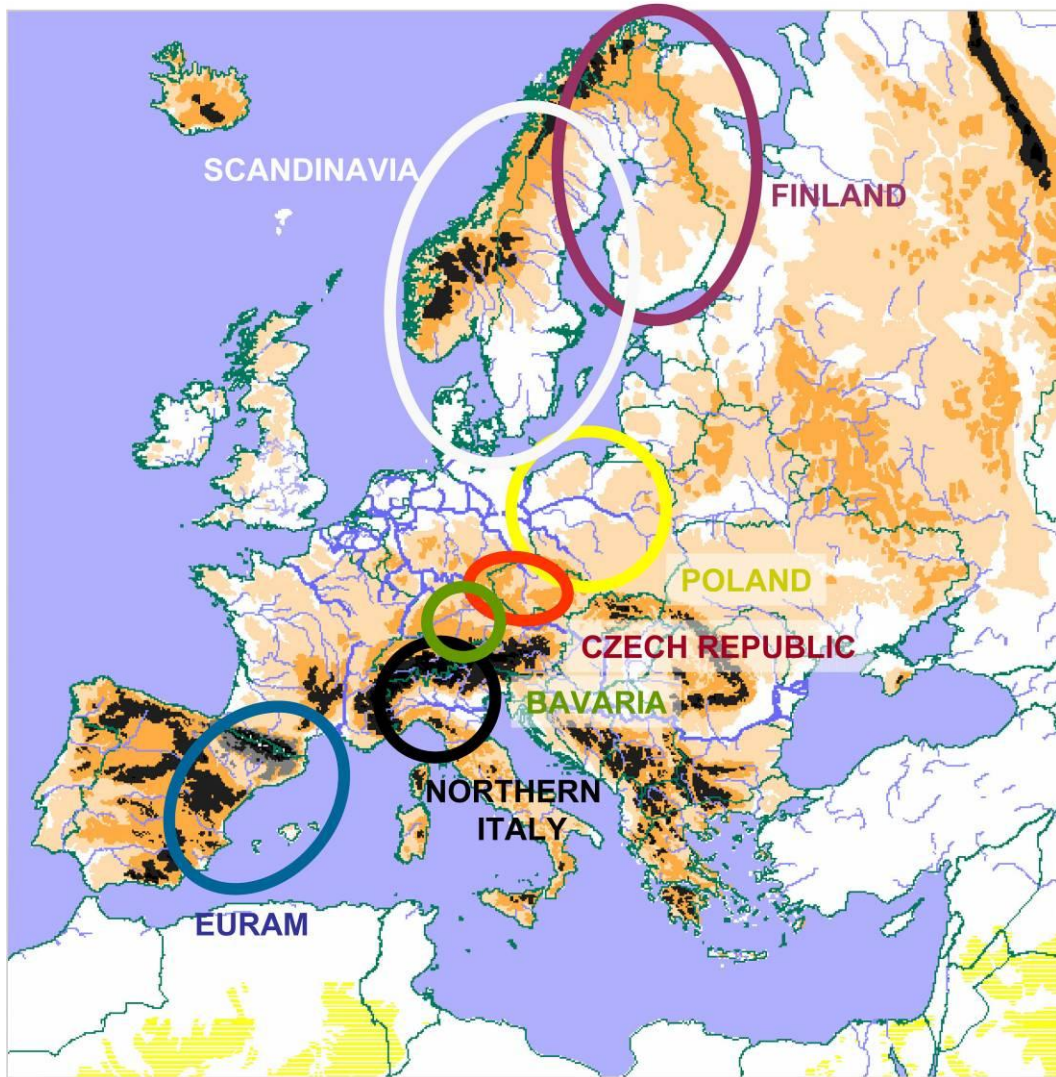 SCANDINAVIA
FINLAND
POLAND
CZECH REPUBLIC
BAVARIA
NORTHERN
ITALY
EURAM